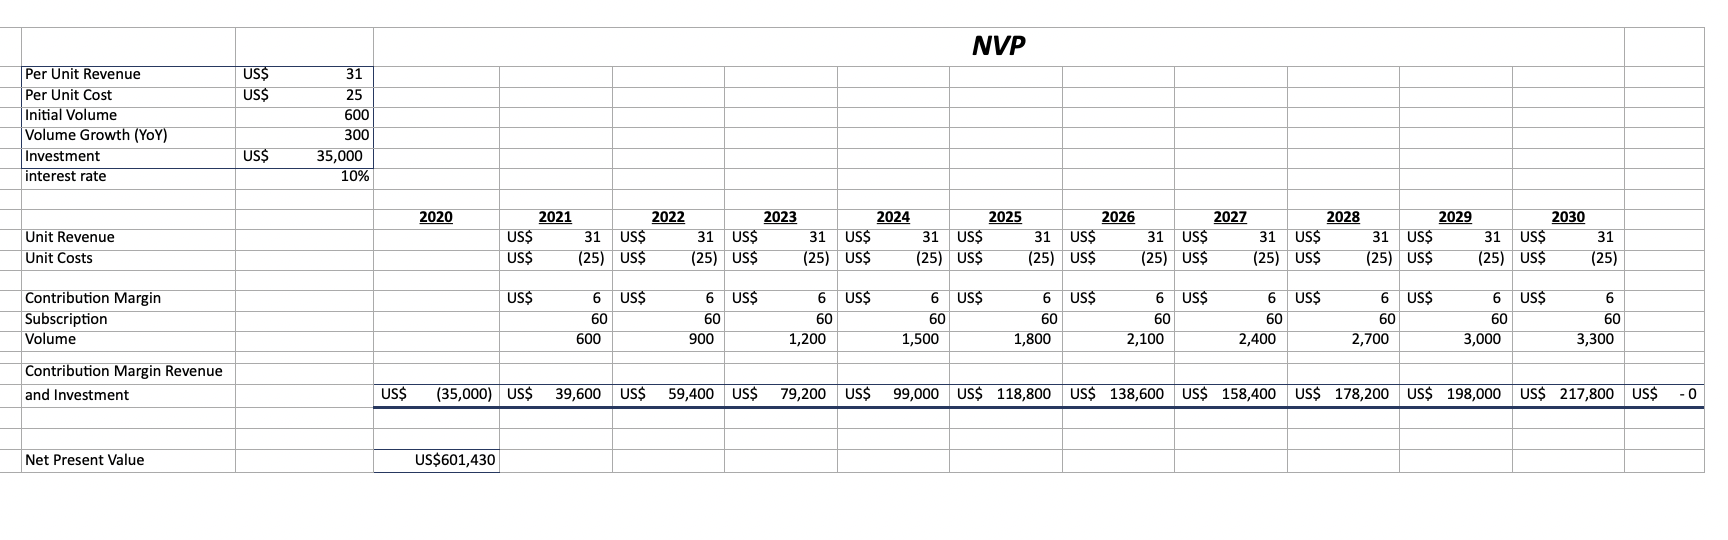 NVP
Per Unit Revenue US$ 31
Per Unit Cost US$ 25
Initial Volume 600
Volume Growth (YoY) 300
Investment US$ 35,000
interest rate 10%
2020 2021 2022 2023 2024 2025 2026 2027 2028 2029 2030
Unit Revenue US$ 31 US$ 31 US$ 31 US$ 31 US$ 31 US$ 31 US$ 31 US$ 31 US$ 31 US$ 31
Unit Costs US$ (25) US$ (25) US$ (25) US$ (25) US$ (25) US$ (25) US$ (25) US$ (25) US$ (25) US$ (25)
Contribution Margin US$ 6 US$ 6 US$ 6 US$ 6 US$ 6 US$ 6 US$ 6 US$ 6 US$ 6 US$ 6
Subscription 60 60 60 60 60 60 60 60 60 60
Volume 600 900 1,200 1,500 1,800 2,100 2,400 2,700 3,000 3,300
Contribution Margin Revenue
and Investment US$ (35,000) US$ 39,600 US$ 59,400 US$ 79,200 US$ 99,000 US$ 118,800 US$ 138,600 US$ 158,400 US$ 178,200 US$ 198,000 US$ 217,800 US$ - 0
Net Present Value US$601,430